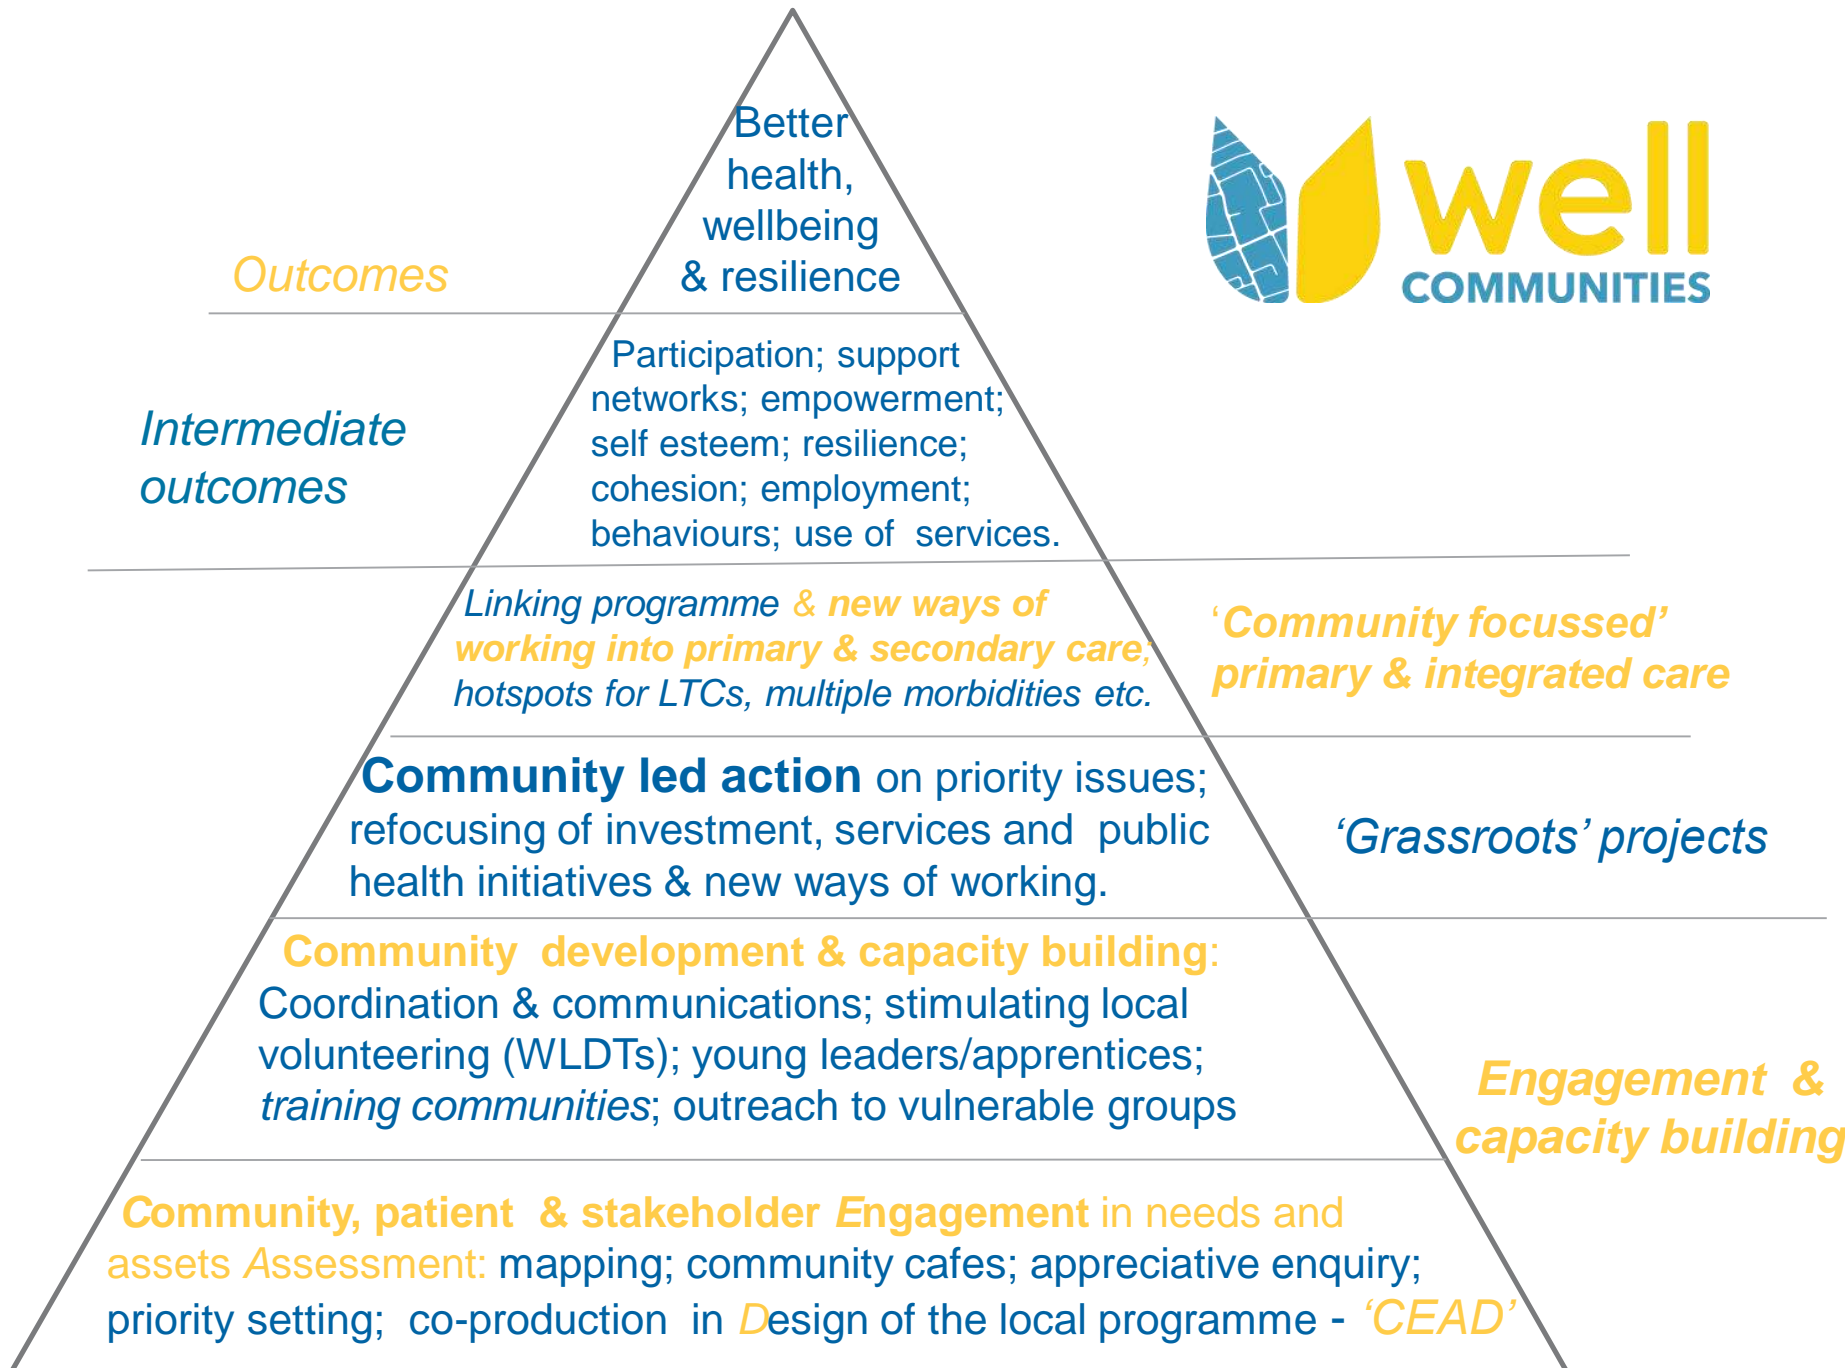 Better
health,
wellbeing
& resilience
well
COMMUNITIES
Outcomes
Participation; support
networks; empowerment;
self esteem; resilience;
cohesion; employment;
behaviours; use of services.
Intermediate
outcomes
Linking programme & new ways of
working into primary & secondary care;
hotspots for LTCs, multiple morbidities etc.
‘Community focussed’
primary & integrated care
Community led action on priority issues;
refocusing of investment, services and public
health initiatives & new ways of working.
‘Grassroots’ projects
Community development & capacity building:
Coordination & communications; stimulating local
volunteering (WLDTs); young leaders/apprentices;
training communities; outreach to vulnerable groups
Engagement &
capacity building
Community, patient & stakeholder Engagement in needs and
assets Assessment: mapping; community cafes; appreciative enquiry;
priority setting; co-production in Design of the local programme - ‘CEAD’